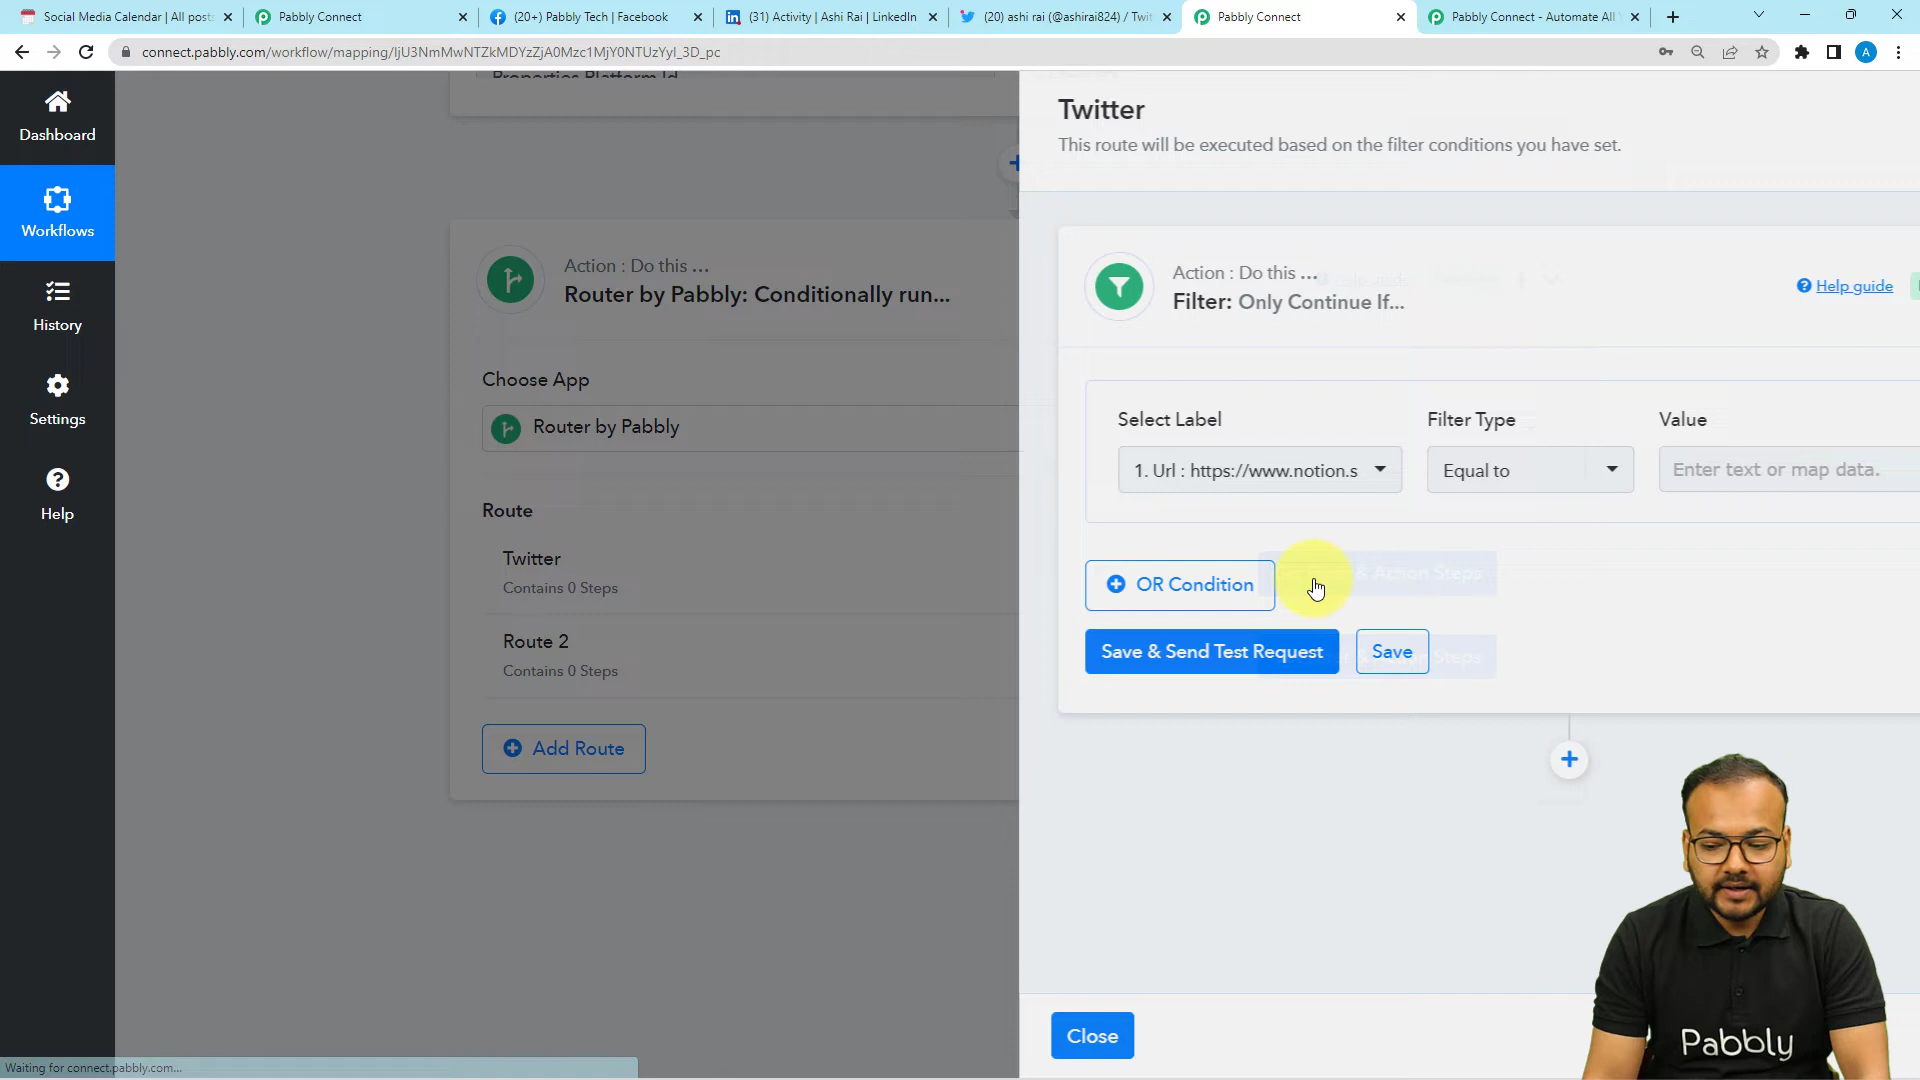 Social Media Calendar | All post
Pabbly Connect
(20+) Pabbly Tech | Facebook
(31) Activity | Ashi Rai | LinkedIn
(20) ashi rai (@ashirai824) / Twit
Pabbly Connect
Pabbly Connect - Automate All
connect.pabbly.com/workflow/mapping/IjU3NmMwNTZkMDYzZjA0Mzc1MjY0NTUzYyI_3D_pc
A
Dashboard
Workflows
History
Settings
Help
Properties Platform Id
Action : Do this ...
Router by Pabbly: Conditionally run...
Choose App
Router by Pabbly
Route
Twitter
Contains 0 Steps
Route 2
Contains 0 Steps
Add Route
Twitter
This route will be executed based on the filter conditions you have set.
Action : Do this ...
Filter: Only Continue If...
Help guide
Select Label
Filter Type
Value
1. Url : https://www.notion.s
Equal to
Enter text or map data.
OR Condition
& Action Steps
Save & Send Test Request
Save
Close
Pabbly
Waiting for connect.pabbly.com...